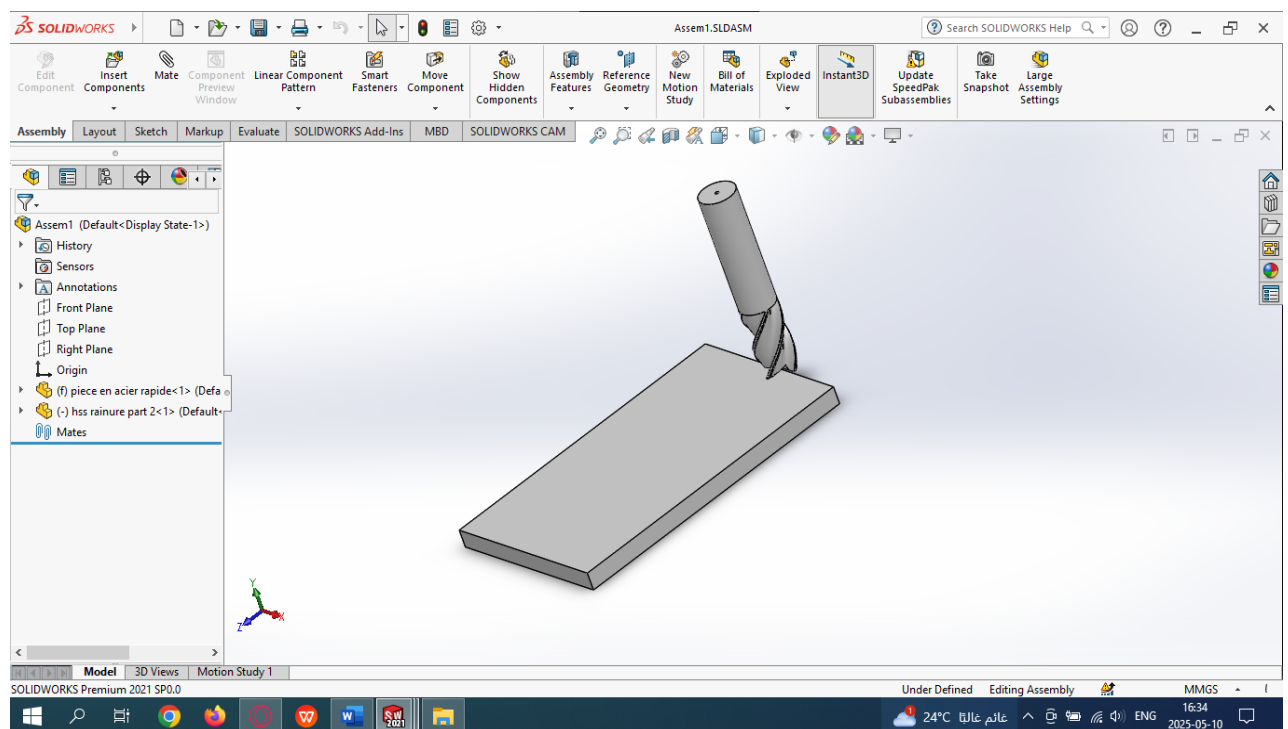 SOLIDWORKS
Assem1.SLDASM
Search SOLIDWORKS Help
Edit Component
Insert Components
Mate
Component Preview Window
Linear Component Pattern
Smart Fasteners
Move Component
Show Hidden Components
Assembly Features
Reference Geometry
New Motion Study
Bill of Materials
Exploded View
Instant3D
Update SpeedPak Subassemblies
Take Snapshot
Large Assembly Settings
Assembly Layout Sketch Markup Evaluate SOLIDWORKS Add-Ins MBD SOLIDWORKS CAM
Assem1 (Default<Display State-1>)
History
Sensors
A Annotations
Front Plane
Top Plane
Right Plane
Origin
(f) piece en acier rapide<1> (Defa
(-) hss rainure part 2<1> (Default<
Mates
Y
X
Z
Model 3D Views Motion Study 1
SOLIDWORKS Premium 2021 SP0.0
Under Defined Editing Assembly MMGS
W
SW
2021
24°C غائم غالبًا
ENG
16:34
2025-05-10